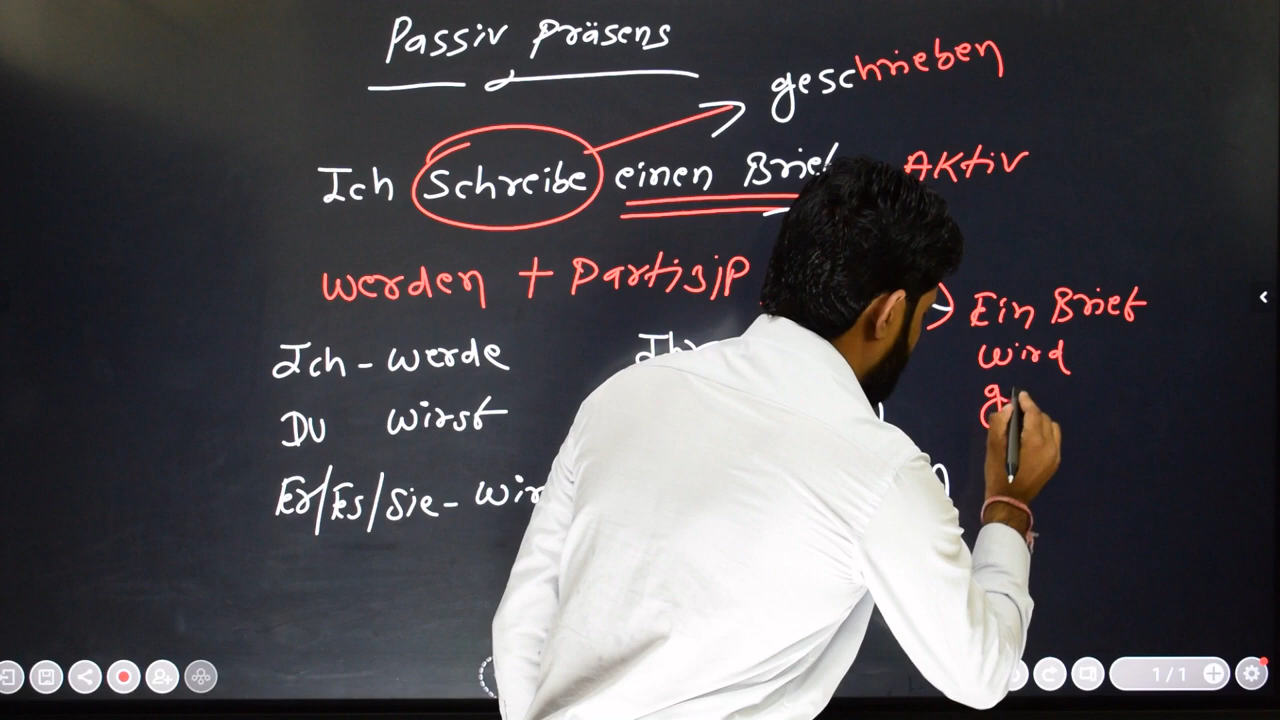 Passiv Präsens
geschrieben
Ich Schreibe einen Brief Aktiv
werden + Partizip
Ein Brief
wird
Ich - werde
Du wirst
Er/Es/Sie -
1/1